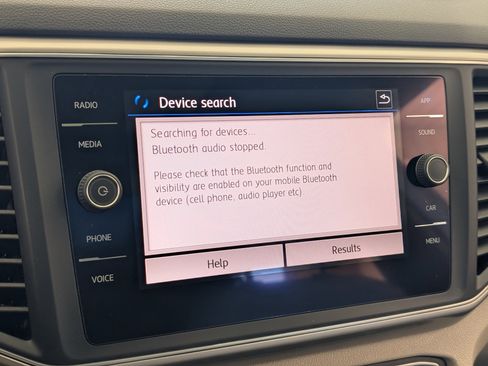 RADIO
MEDIA
PHONE
VOICE
Device search
Searching for devices...
Bluetooth audio stopped.
Please check that the Bluetooth function and
visibility are enabled on your mobile Bluetooth
device (cell phone, audio player etc).
Help
Results
APP
SOUND
CAR
MENU